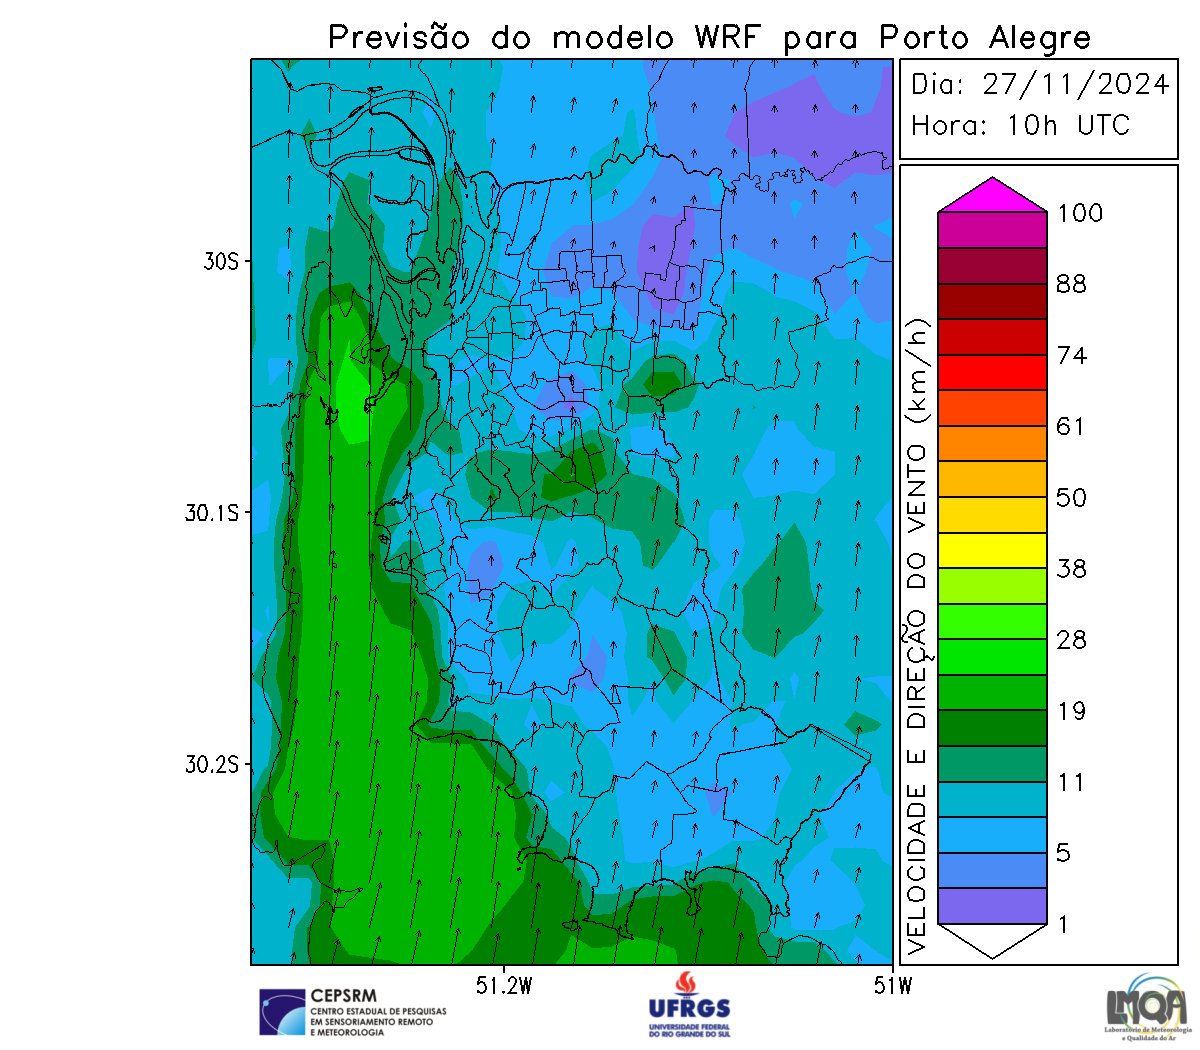 Previsão do modelo WRF para Porto Alegre
Dia: 27/11/2024
Hora: 10h UTC
30S
30.1S
30.2S
51.2W
51W
VELOCIDADE E DIREÇÃO DO VENTO (km/h)
100
88
74
61
50
38
28
19
11
5
1
CEPSRM
CENTRO ESTADUAL DE PESQUISAS
EM SENSORIAMENTO REMOTO
E METEOROLOGIA
UFRGS
UNIVERSIDADE FEDERAL
DO RIO GRANDE DO SUL
LMQA
Laboratório de Meteorologia
e Qualidade do Ar